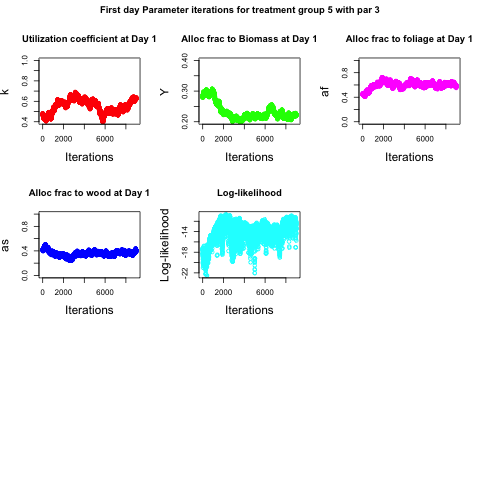 First day Parameter iterations for treatment group 5 with par 3
Utilization coefficient at Day 1
k
0.4 0.6 0.8 1.0
0 2000 6000
Iterations
Alloc frac to Biomass at Day 1
Y
0.20 0.30 0.40
0 2000 6000
Iterations
Alloc frac to foliage at Day 1
af
0.0 0.4 0.8
0 2000 6000
Iterations
Alloc frac to wood at Day 1
as
0.0 0.4 0.8
0 2000 6000
Iterations
Log-likelihood
Log-likelihood
-22 -18 -14
0 2000 6000
Iterations